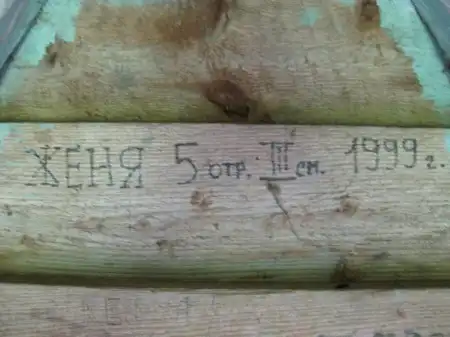 ЖЕНЯ 5 отр. III см. 1999 г.